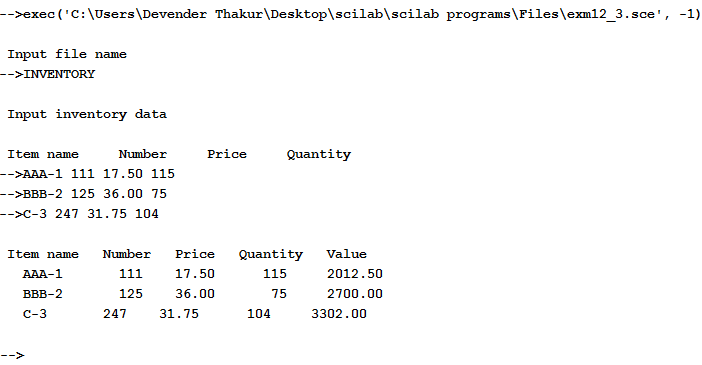 -->exec('C:\Users\Devender Thakur\Desktop\scilab\scilab programs\Files\exm12_3.sce', -1)
Input file name
-->INVENTORY
Input inventory data
Item name     Number     Price     Quantity
-->AAA-1 111 17.50 115
-->BBB-2 125 36.00 75
-->C-3 247 31.75 104
Item name   Number   Price   Quantity   Value
AAA-1       111    17.50      115     2012.50
BBB-2       125    36.00       75     2700.00
C-3       247    31.75      104     3302.00
-->